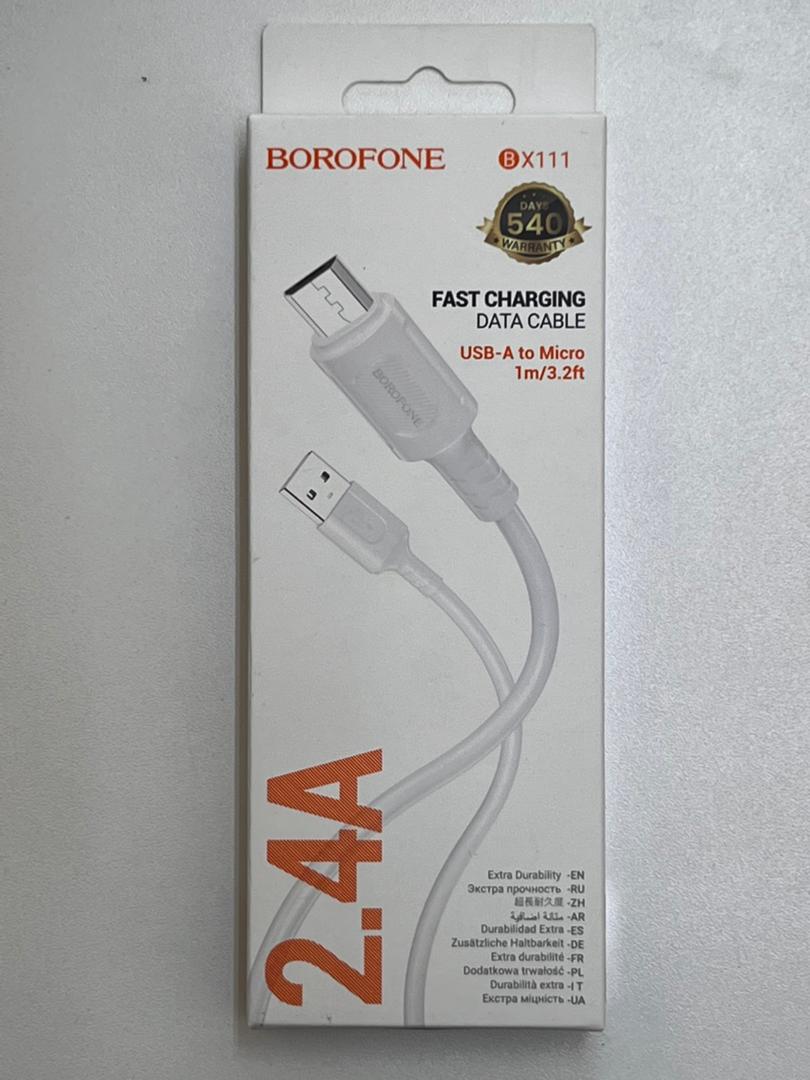 BOROFONE
BX111
DAYS
540
WARRANTY
FAST CHARGING
DATA CABLE
USB-A to Micro
1m/3.2ft
BOROFONE
2.4A
Extra Durability -EN
Экстра прочность -RU
超長耐久度 -ZH
متانة اضافية -AR
Durabilidad Extra -ES
Zusätzliche Haltbarkeit -DE
Extra durabilité -FR
Dodatkowa trwałość -PL
Durabilità extra -I T
Екстра міцність -UA